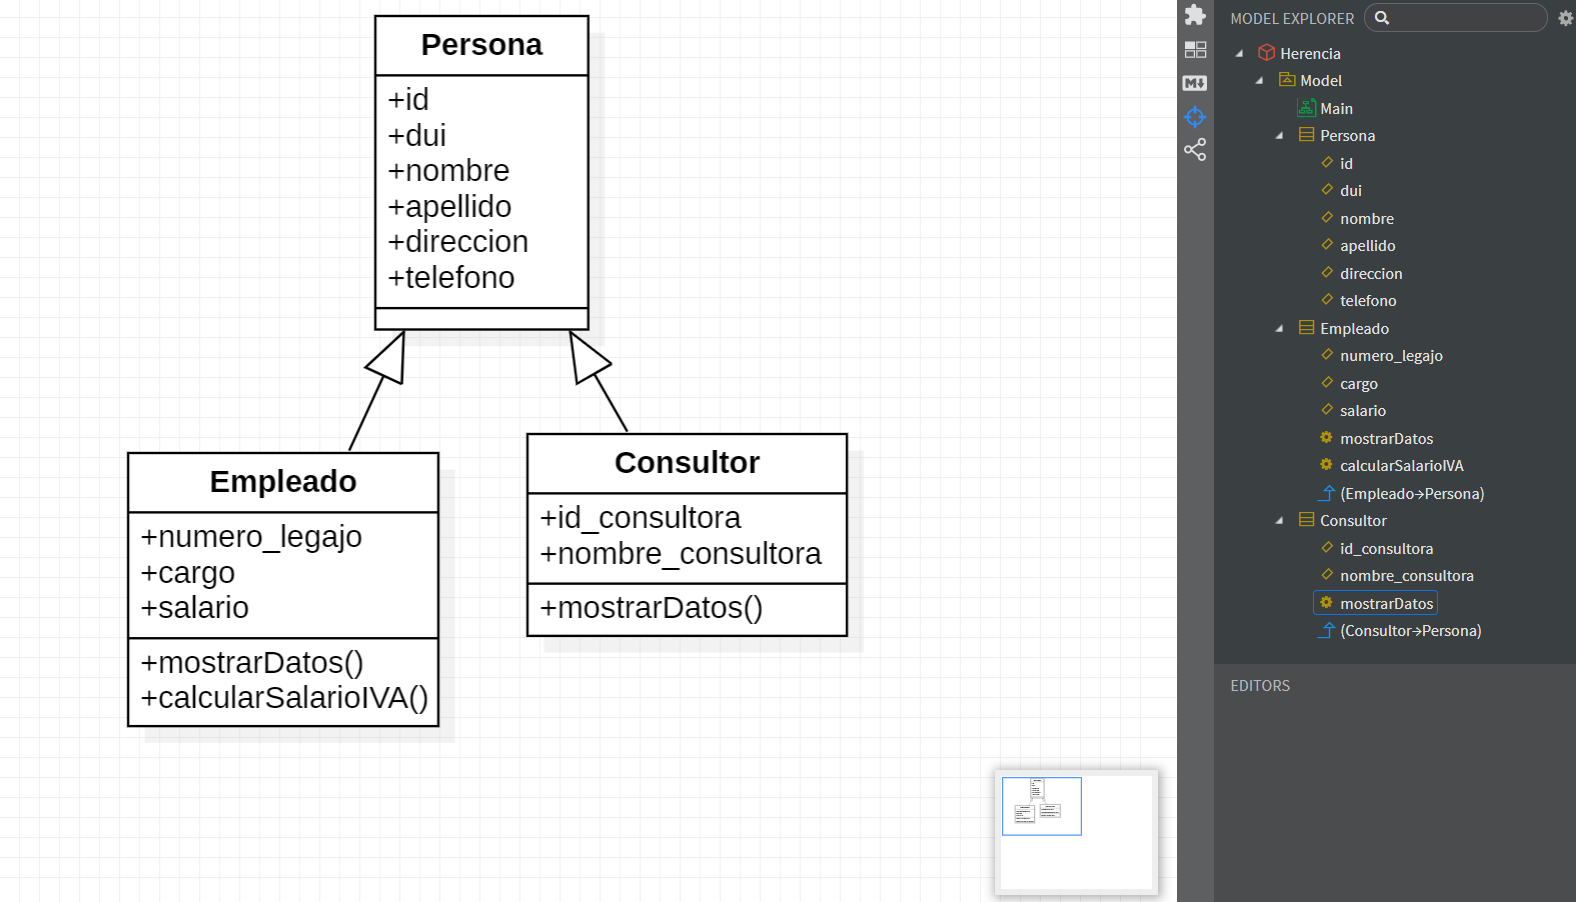 Persona
+id
+dui
+nombre
+apellido
+direccion
+telefono
Empleado
+numero_legajo
+cargo
+salario
+mostrarDatos()
+calcularSalarioIVA()
Consultor
+id_consultora
+nombre_consultora
+mostrarDatos()
MODEL EXPLORER
Herencia
Model
Main
Persona
id
dui
nombre
apellido
direccion
telefono
Empleado
numero_legajo
cargo
salario
mostrarDatos
calcularSalarioIVA
(Empleado→Persona)
Consultor
id_consultora
nombre_consultora
mostrarDatos
(Consultor→Persona)
EDITORS